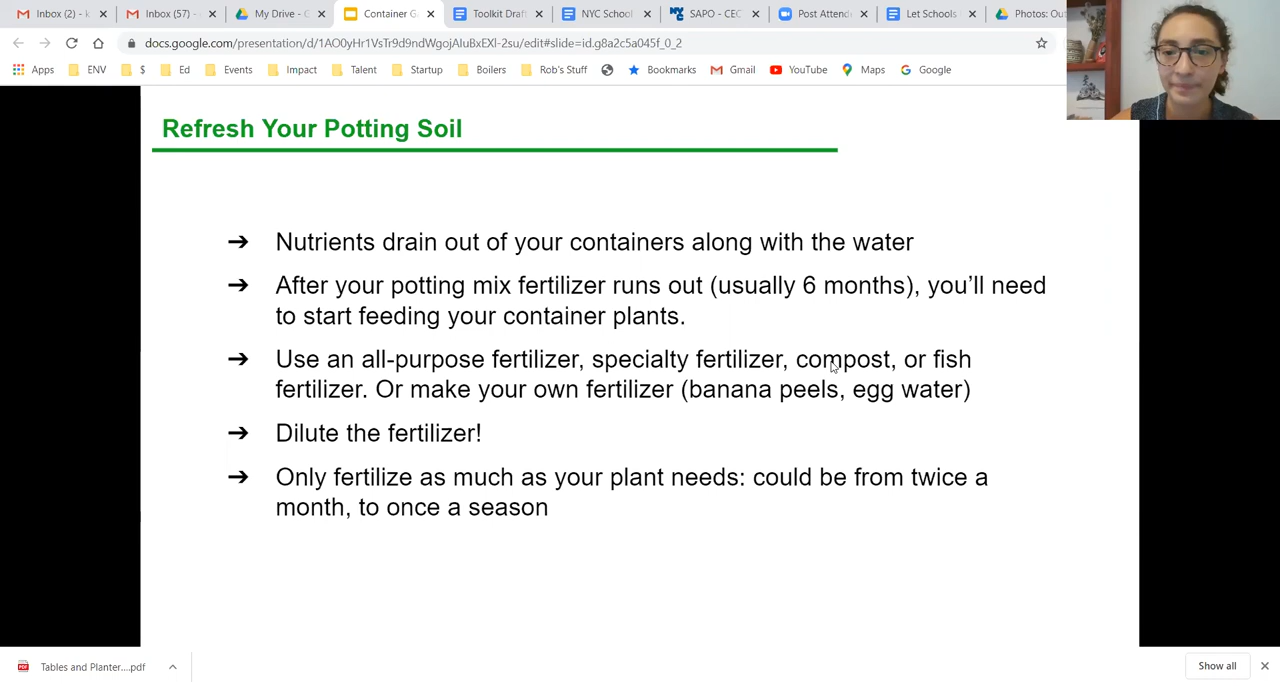 Inbox (2) - k
Inbox (57) -
My Drive - G
Container G
Toolkit Draf
NYC School
SAPO - CEC
Post Attend
Let Schools
Photos: Out
docs.google.com/presentation/d/1AO0yHr1VsTr9d9ndWgojAIuBxEXl-2su/edit#slide=id.g8a2c5a045f_0_2
Apps
ENV
$
Ed
Events
Impact
Talent
Startup
Boilers
Rob's Stuff
Bookmarks
Gmail
YouTube
Maps
Google
Refresh Your Potting Soil
➔ Nutrients drain out of your containers along with the water
➔ After your potting mix fertilizer runs out (usually 6 months), you’ll need
to start feeding your container plants.
➔ Use an all-purpose fertilizer, specialty fertilizer, compost, or fish
fertilizer. Or make your own fertilizer (banana peels, egg water)
➔ Dilute the fertilizer!
➔ Only fertilize as much as your plant needs: could be from twice a
month, to once a season
Tables and Planter....pdf
Show all